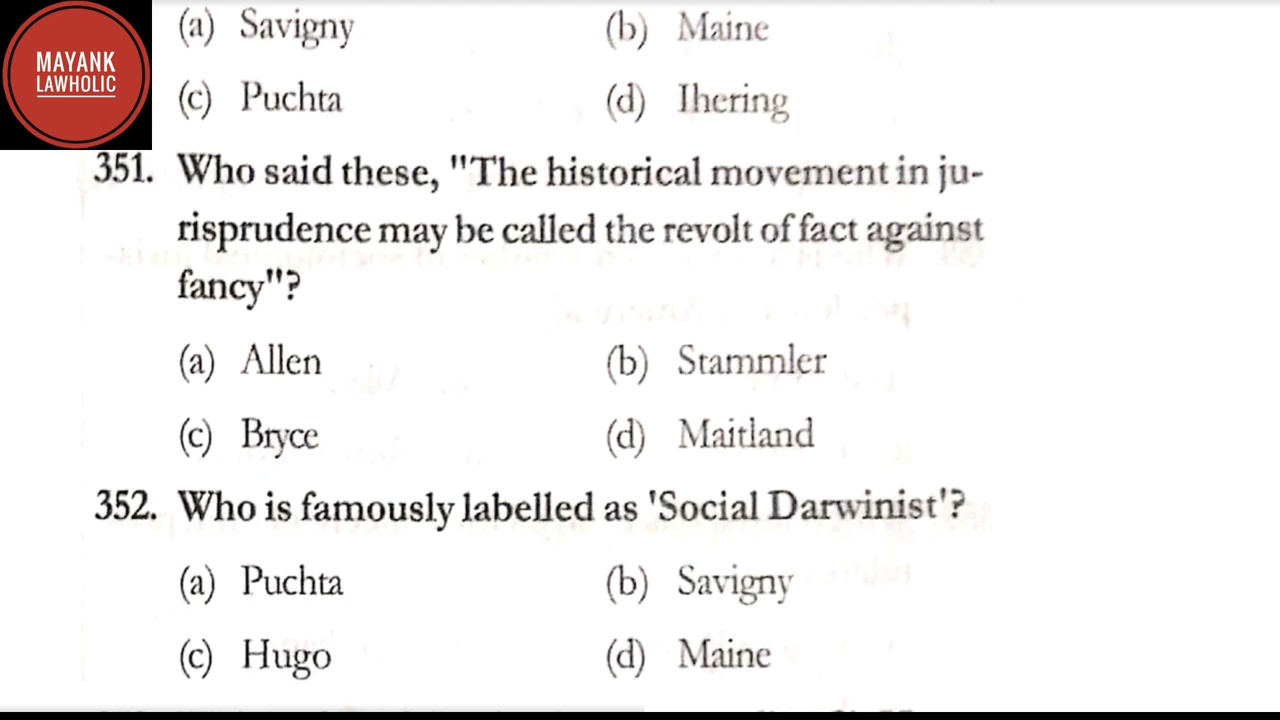 MAYANK
LAWHOLIC
(a) Savigny (b) Maine
(c) Puchta (d) Ihering
351. Who said these, "The historical movement in ju-
risprudence may be called the revolt of fact against
fancy"?
(a) Allen (b) Stammler
(c) Bryce (d) Maitland
352. Who is famously labelled as 'Social Darwinist'?
(a) Puchta (b) Savigny
(c) Hugo (d) Maine